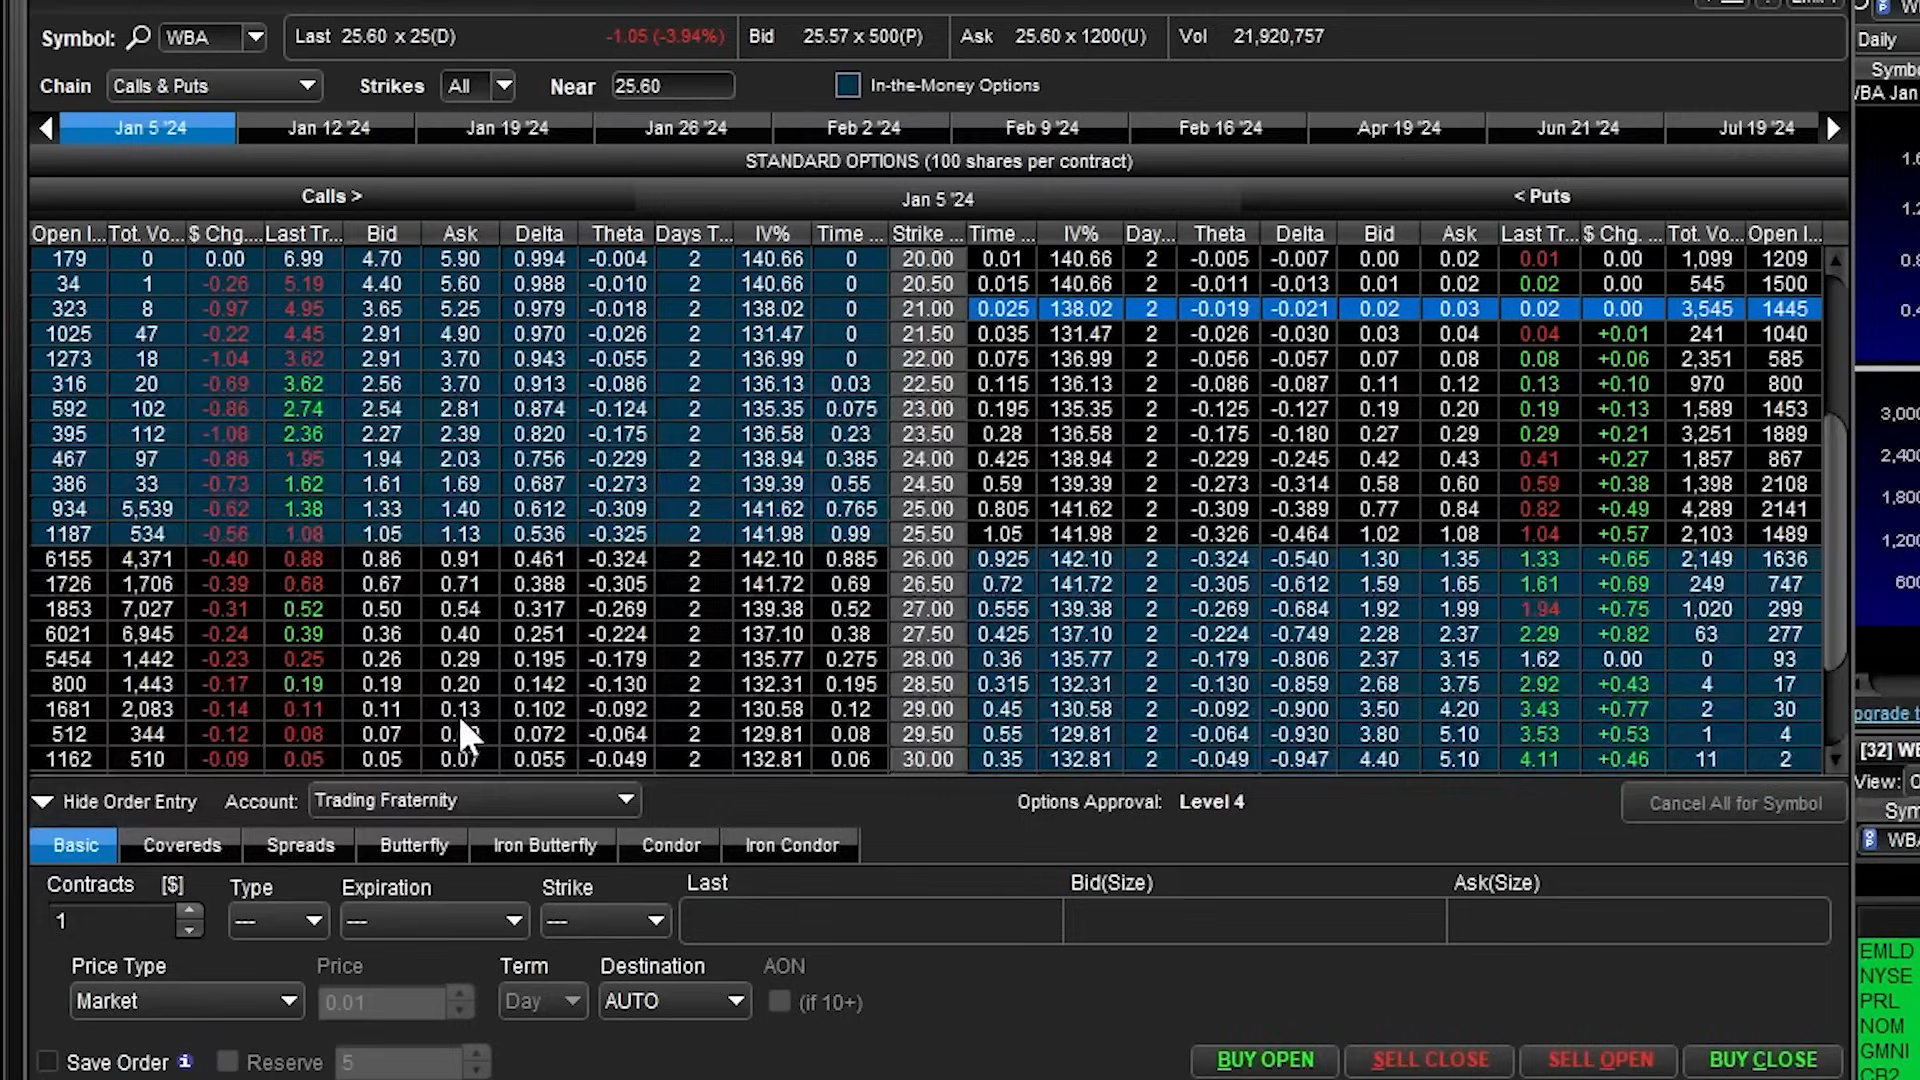 Symbol: WBA Last 25.60 x 25(D) -1.05 (-3.94%) Bid 25.57 x 500(P) Ask 25.60 x 1200(U) Vol 21,920,757
Chain Calls & Puts Strikes All Near 25.60 In-the-Money Options
Jan 5 '24 Jan 12 '24 Jan 19 '24 Jan 26 '24 Feb 2 '24 Feb 9 '24 Feb 16 '24 Apr 19 '24 Jun 21 '24 Jul 19 '24
STANDARD OPTIONS (100 shares per contract)
Calls > Jan 5 '24 < Puts
Open I... Tot. Vo... $ Chg.... Last Tr... Bid Ask Delta Theta Days T... IV% Time ... Strike ... Time ... IV% Day... Theta Delta Bid Ask Last Tr... $ Chg. ... Tot. Vo... Open I...
179 0 0.00 6.99 4.70 5.90 0.994 -0.004 2 140.66 0 20.00 0.01 140.66 2 -0.005 -0.007 0.00 0.02 0.01 0.00 1,099 1209
34 1 -0.26 5.19 4.40 5.60 0.988 -0.010 2 140.66 0 20.50 0.015 140.66 2 -0.011 -0.013 0.01 0.02 0.02 0.00 545 1500
323 8 -0.97 4.95 3.65 5.25 0.979 -0.018 2 138.02 0 21.00 0.025 138.02 2 -0.019 -0.021 0.02 0.03 0.02 0.00 3,545 1445
1025 47 -0.22 4.45 2.91 4.90 0.970 -0.026 2 131.47 0 21.50 0.035 131.47 2 -0.026 -0.030 0.03 0.04 0.04 +0.01 241 1040
1273 18 -1.04 3.62 2.91 3.70 0.943 -0.055 2 136.99 0 22.00 0.075 136.99 2 -0.056 -0.057 0.07 0.08 0.08 +0.06 2,351 585
316 20 -0.69 3.62 2.56 3.70 0.913 -0.086 2 136.13 0.03 22.50 0.115 136.13 2 -0.086 -0.087 0.11 0.12 0.13 +0.10 970 800
592 102 -0.86 2.74 2.54 2.81 0.874 -0.124 2 135.35 0.075 23.00 0.195 135.35 2 -0.125 -0.127 0.19 0.20 0.19 +0.13 1,589 1453
395 112 -1.08 2.36 2.27 2.39 0.820 -0.175 2 136.58 0.23 23.50 0.28 136.58 2 -0.175 -0.180 0.27 0.29 0.29 +0.21 3,251 1889
467 97 -0.86 1.95 1.94 2.03 0.756 -0.229 2 138.94 0.385 24.00 0.425 138.94 2 -0.229 -0.245 0.42 0.43 0.41 +0.27 1,857 867
386 33 -0.73 1.62 1.61 1.69 0.687 -0.273 2 139.39 0.55 24.50 0.59 139.39 2 -0.273 -0.314 0.58 0.60 0.59 +0.38 1,398 2108
934 5,539 -0.62 1.38 1.33 1.40 0.612 -0.309 2 141.62 0.765 25.00 0.805 141.62 2 -0.309 -0.389 0.77 0.84 0.82 +0.49 4,289 2141
1187 534 -0.56 1.08 1.05 1.13 0.536 -0.325 2 141.98 0.99 25.50 1.05 141.98 2 -0.326 -0.464 1.02 1.08 1.04 +0.57 2,103 1489
6155 4,371 -0.40 0.88 0.86 0.91 0.461 -0.324 2 142.10 0.885 26.00 0.925 142.10 2 -0.324 -0.540 1.30 1.35 1.33 +0.65 2,149 1636
1726 1,706 -0.39 0.68 0.67 0.71 0.388 -0.305 2 141.72 0.69 26.50 0.72 141.72 2 -0.305 -0.612 1.59 1.65 1.61 +0.69 249 747
1853 7,027 -0.31 0.52 0.50 0.54 0.317 -0.269 2 139.38 0.52 27.00 0.555 139.38 2 -0.269 -0.684 1.92 1.99 1.94 +0.75 1,020 299
6021 6,945 -0.24 0.39 0.36 0.40 0.251 -0.224 2 137.10 0.38 27.50 0.425 137.10 2 -0.224 -0.749 2.28 2.37 2.29 +0.82 63 277
5454 1,442 -0.23 0.25 0.26 0.29 0.195 -0.179 2 135.77 0.275 28.00 0.36 135.77 2 -0.179 -0.806 2.37 3.15 1.62 0.00 0 93
800 1,443 -0.17 0.19 0.19 0.20 0.142 -0.130 2 132.31 0.195 28.50 0.315 132.31 2 -0.130 -0.859 2.68 3.75 2.92 +0.43 4 17
1681 2,083 -0.14 0.11 0.11 0.13 0.102 -0.092 2 130.58 0.12 29.00 0.45 130.58 2 -0.092 -0.900 3.50 4.20 3.43 +0.77 2 30
512 344 -0.12 0.08 0.07 0.072 -0.064 2 129.81 0.08 29.50 0.55 129.81 2 -0.064 -0.930 3.80 5.10 3.53 +0.53 1 4
1162 510 -0.09 0.05 0.05 0.07 0.055 -0.049 2 132.81 0.06 30.00 0.35 132.81 2 -0.049 -0.947 4.40 5.10 4.11 +0.46 11 2
Hide Order Entry Account: Trading Fraternity Options Approval: Level 4 Cancel All for Symbol
Basic Covereds Spreads Butterfly Iron Butterfly Condor Iron Condor
Contracts [$] Type Expiration Strike Last Bid(Size) Ask(Size)
1 --- --- ---
Price Type Price Term Destination AON
Market 0.01 Day AUTO (if 10+)
Save Order Reserve 5 BUY OPEN SELL CLOSE SELL OPEN BUY CLOSE
Daily
WBA Jan
3,000
2,400
1,800
1,200
600
[32]
View:
EMLD
NYSE
PRL
NOM
GMNI
CB2